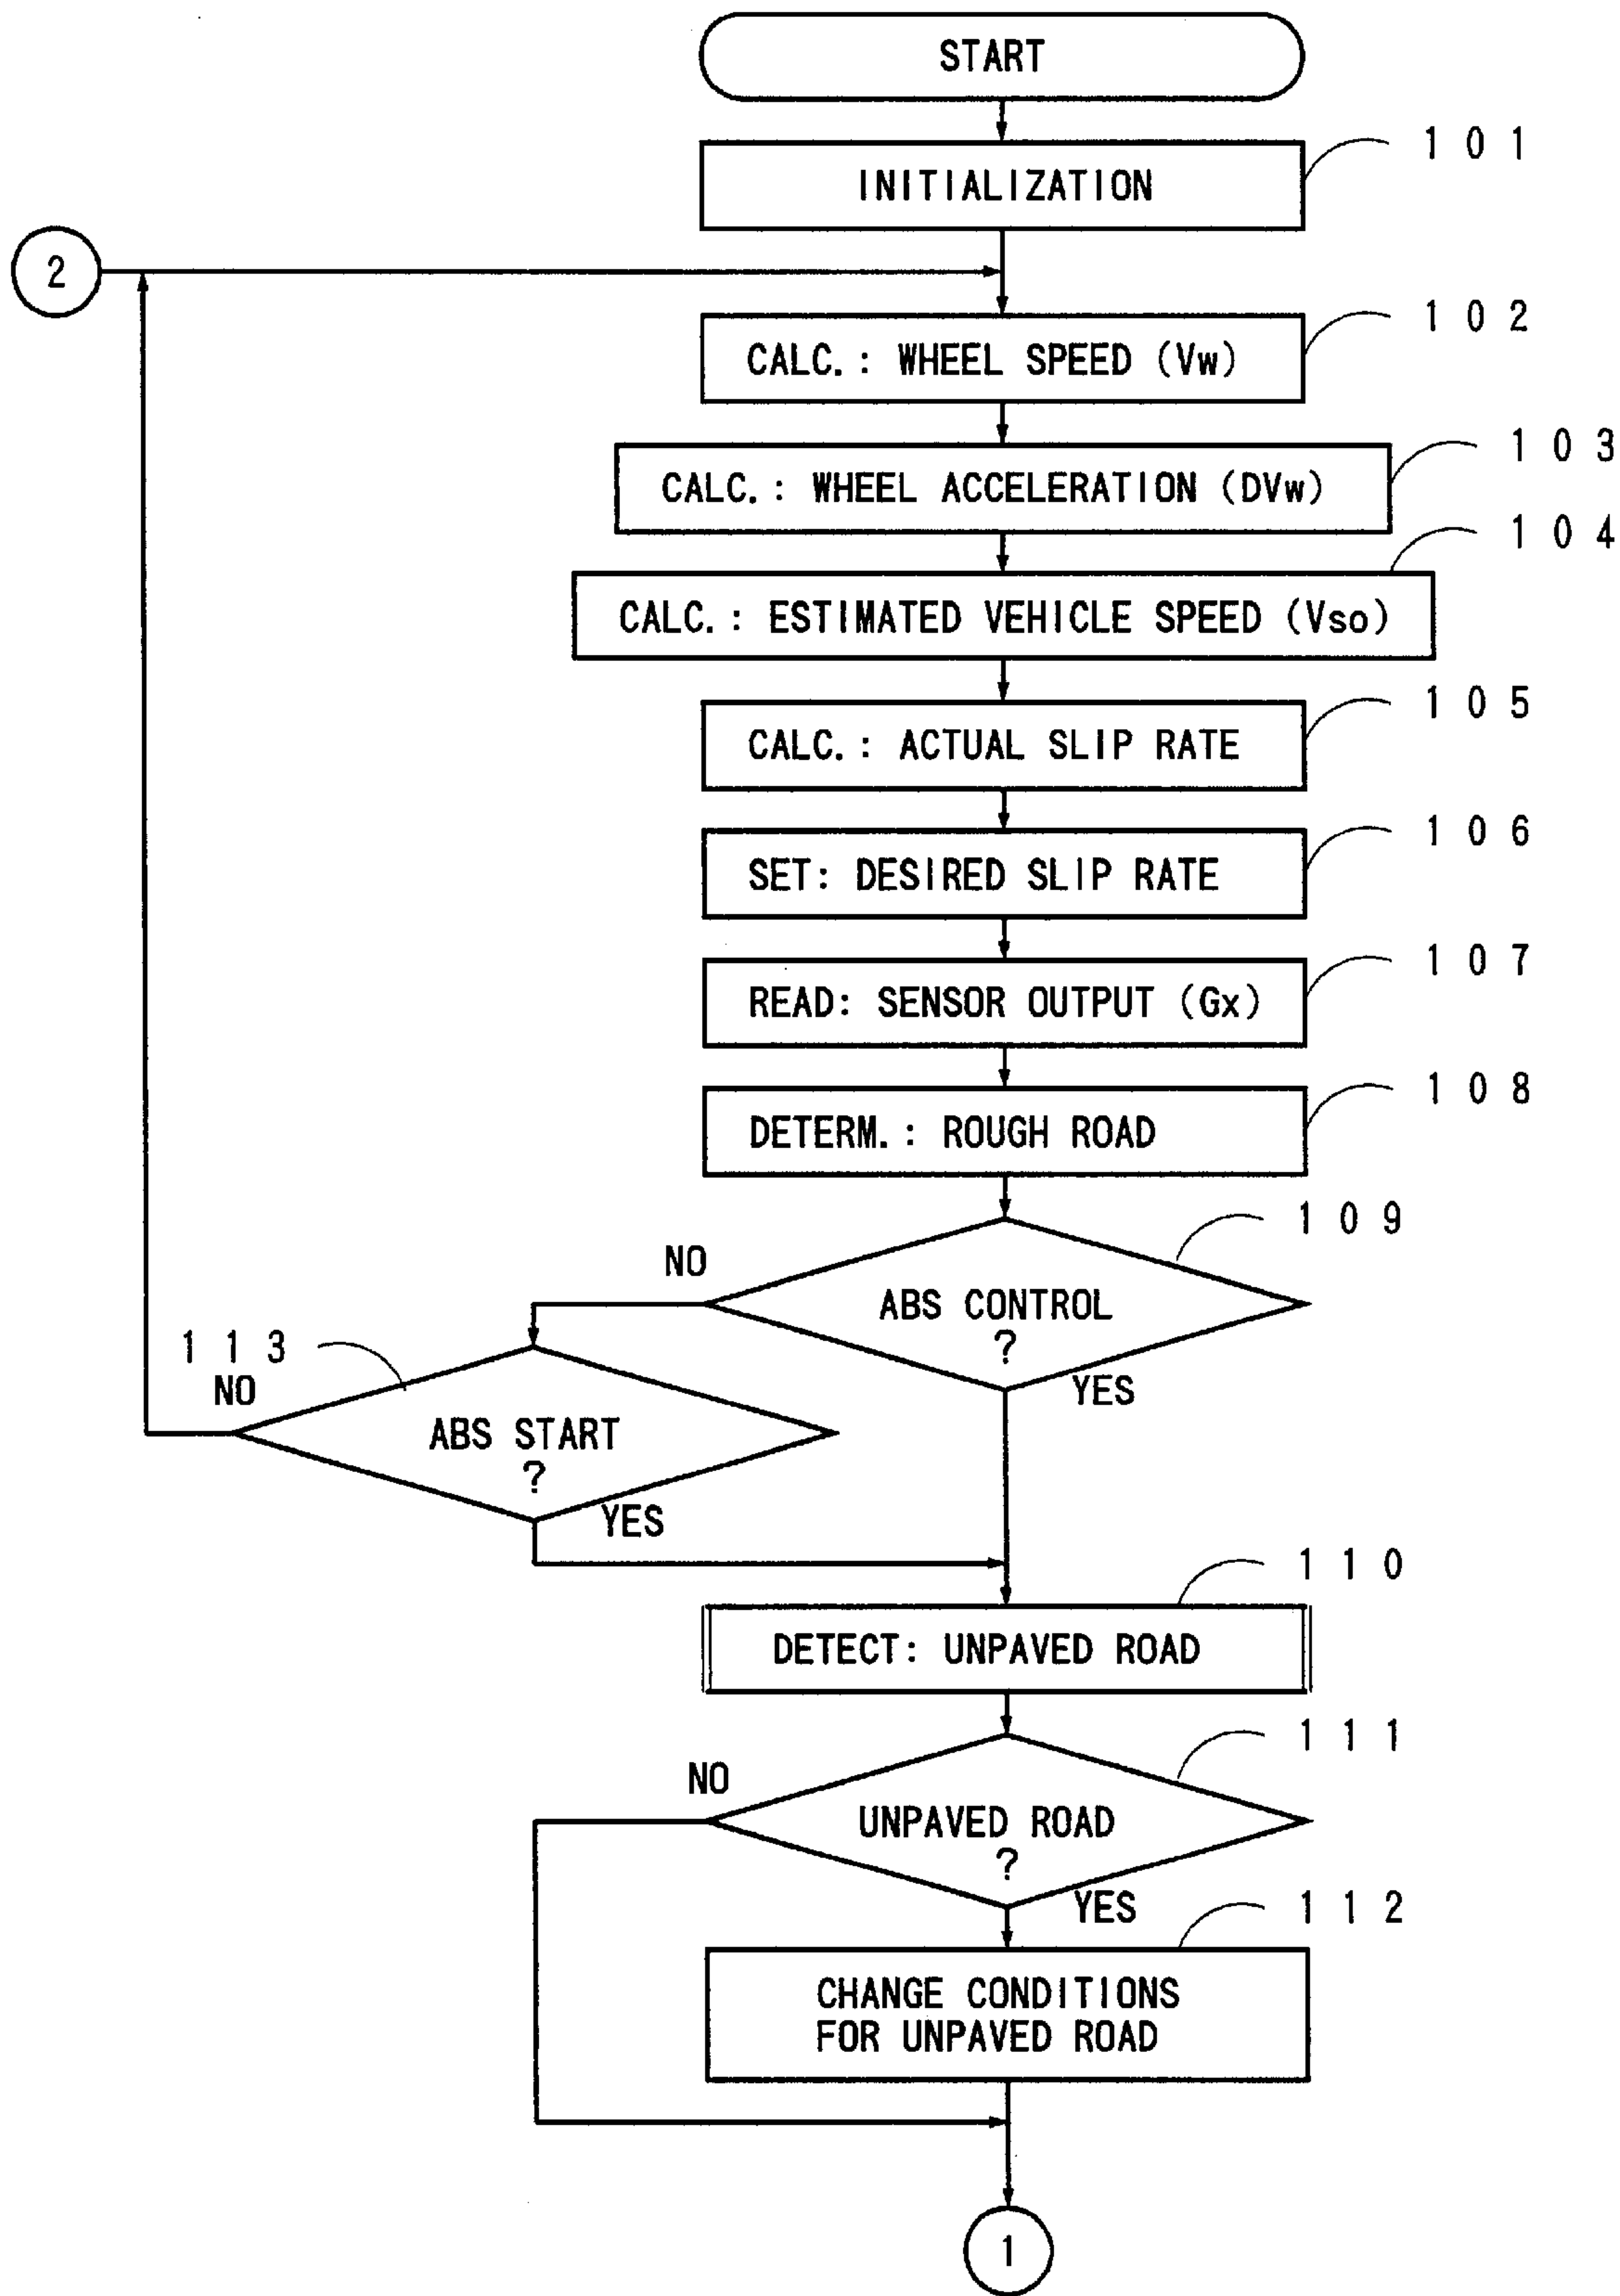 START
101
INITIALIZATION
2
102
CALC.: WHEEL SPEED (Vw)
103
CALC.: WHEEL ACCELERATION (DVw)
104
CALC.: ESTIMATED VEHICLE SPEED (Vso)
105
CALC.: ACTUAL SLIP RATE
106
SET: DESIRED SLIP RATE
107
READ: SENSOR OUTPUT (Gx)
108
DETERM.: ROUGH ROAD
109
NO
ABS CONTROL
?
YES
113
NO
ABS START
?
YES
110
DETECT: UNPAVED ROAD
111
NO
UNPAVED ROAD
?
YES
112
CHANGE CONDITIONS
FOR UNPAVED ROAD
1